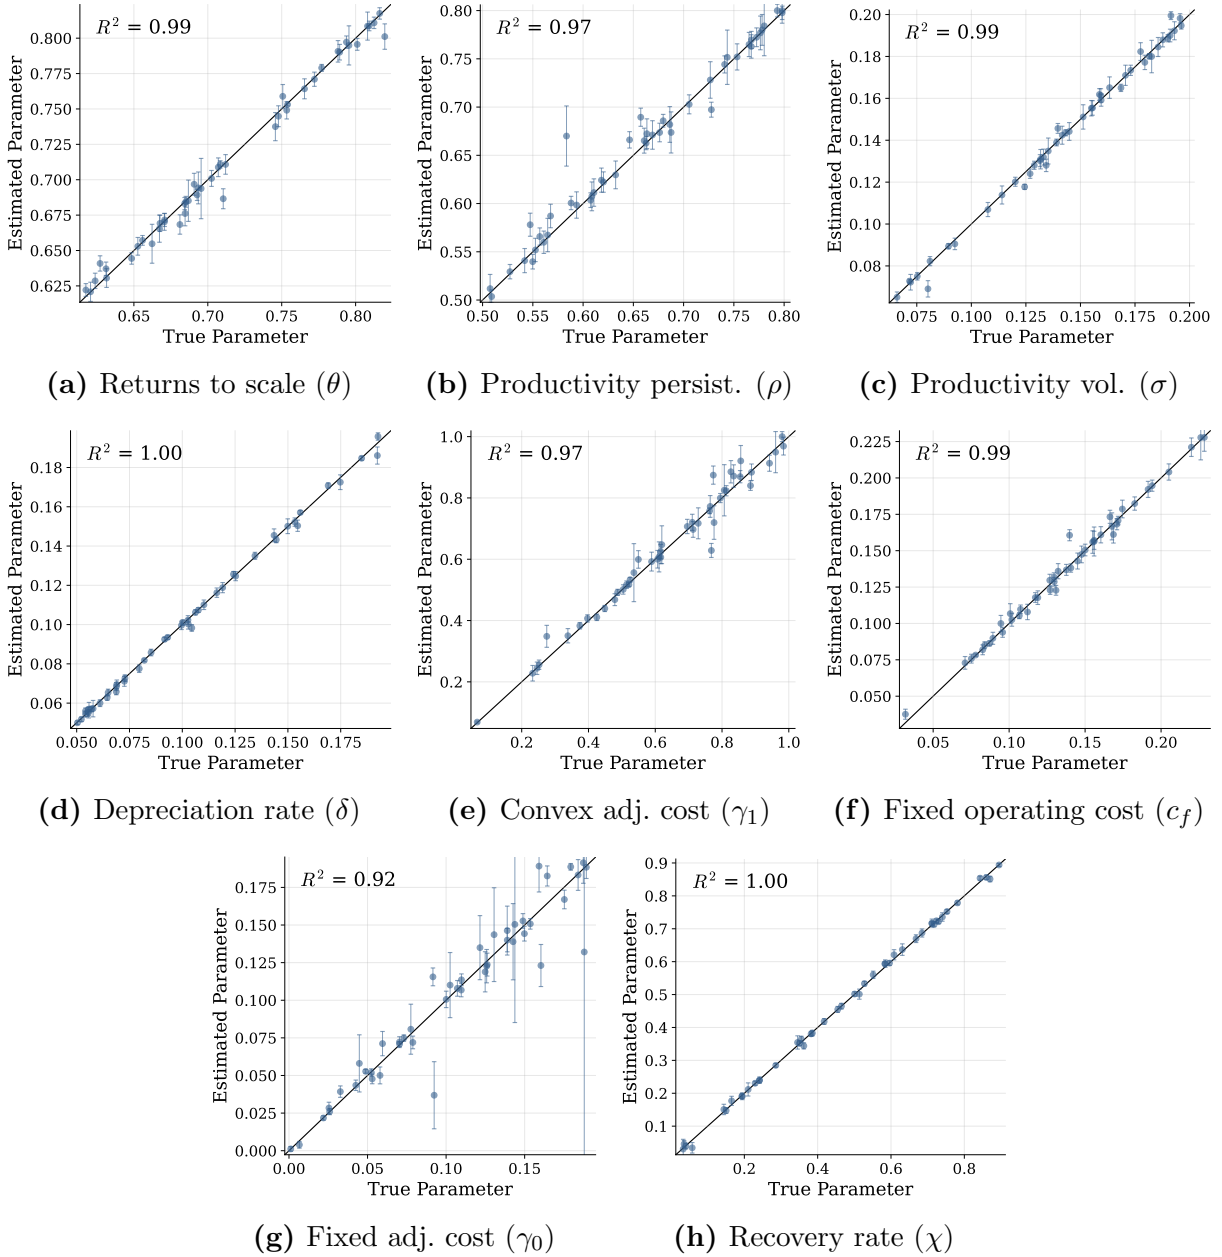 R² = 0.99
0.800
0.775
0.750
0.725
0.700
0.675
0.650
0.625
Estimated Parameter
0.65 0.70 0.75 0.80
True Parameter
(a) Returns to scale (θ)
R² = 0.97
0.80
0.75
0.70
0.65
0.60
0.55
0.50
Estimated Parameter
0.50 0.55 0.60 0.65 0.70 0.75 0.80
True Parameter
(b) Productivity persist. (ρ)
R² = 0.99
0.20
0.18
0.16
0.14
0.12
0.10
0.08
Estimated Parameter
0.075 0.100 0.125 0.150 0.175 0.200
True Parameter
(c) Productivity vol. (σ)
R² = 1.00
0.18
0.16
0.14
0.12
0.10
0.08
0.06
Estimated Parameter
0.050 0.075 0.100 0.125 0.150 0.175
True Parameter
(d) Depreciation rate (δ)
R² = 0.97
1.0
0.8
0.6
0.4
0.2
Estimated Parameter
0.2 0.4 0.6 0.8 1.0
True Parameter
(e) Convex adj. cost (γ₁)
R² = 0.99
0.225
0.200
0.175
0.150
0.125
0.100
0.075
0.050
Estimated Parameter
0.05 0.10 0.15 0.20
True Parameter
(f) Fixed operating cost (c_f)
R² = 0.92
0.175
0.150
0.125
0.100
0.075
0.050
0.025
0.000
Estimated Parameter
0.00 0.05 0.10 0.15
True Parameter
(g) Fixed adj. cost (γ₀)
R² = 1.00
0.9
0.8
0.7
0.6
0.5
0.4
0.3
0.2
0.1
Estimated Parameter
0.2 0.4 0.6 0.8
True Parameter
(h) Recovery rate (χ)